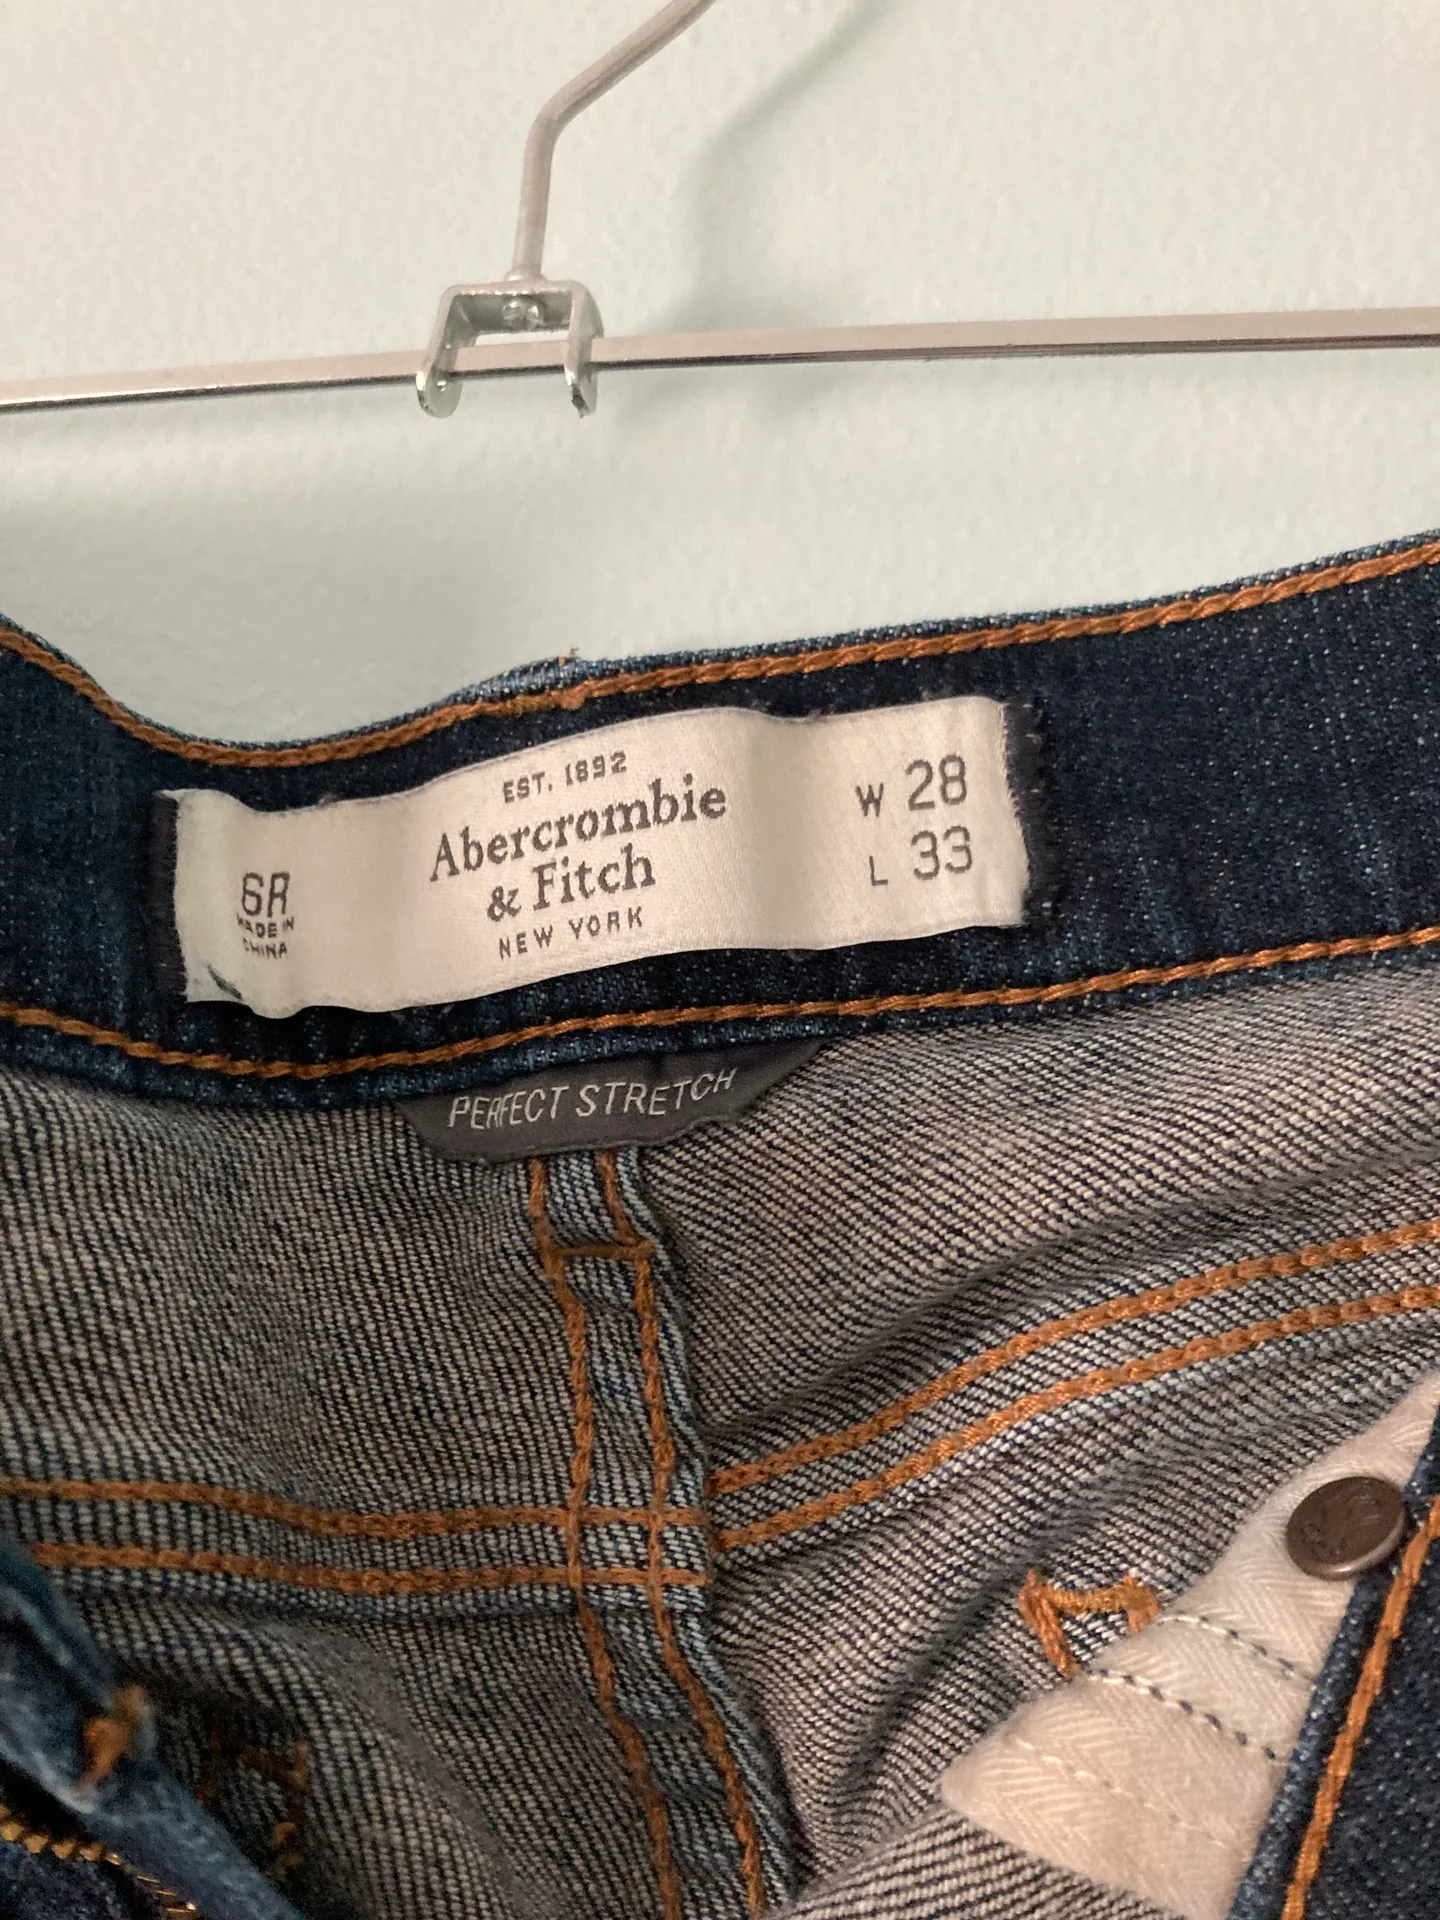 EST. 1892
Abercrombie
& Fitch
NEW YORK
6R
MADE IN
CHINA
W 28
L 33
PERFECT STRETCH